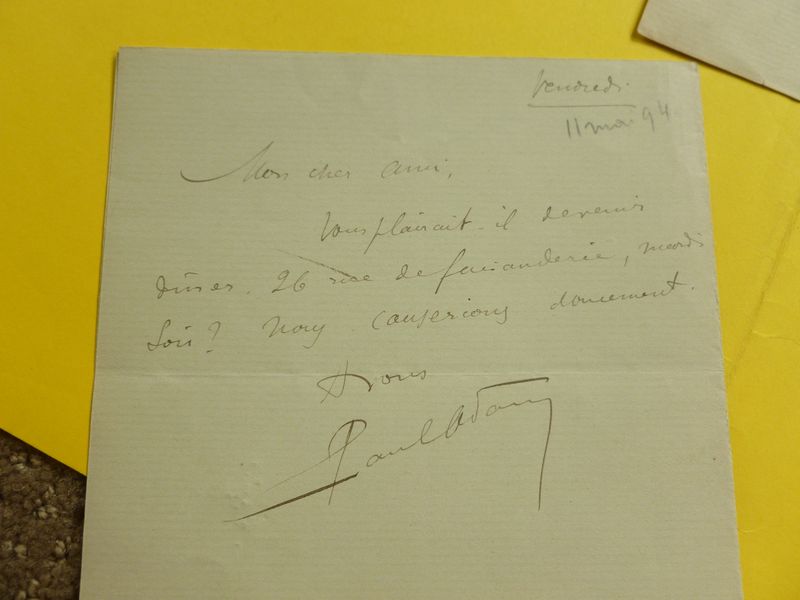 Vendredi
11 mai 94
Mon cher ami,
Vous plairait-il de venir
dîner. 26 rue de faisanderie, mardi
soir? Nous causerions doucement.
A vous
Paul Adam